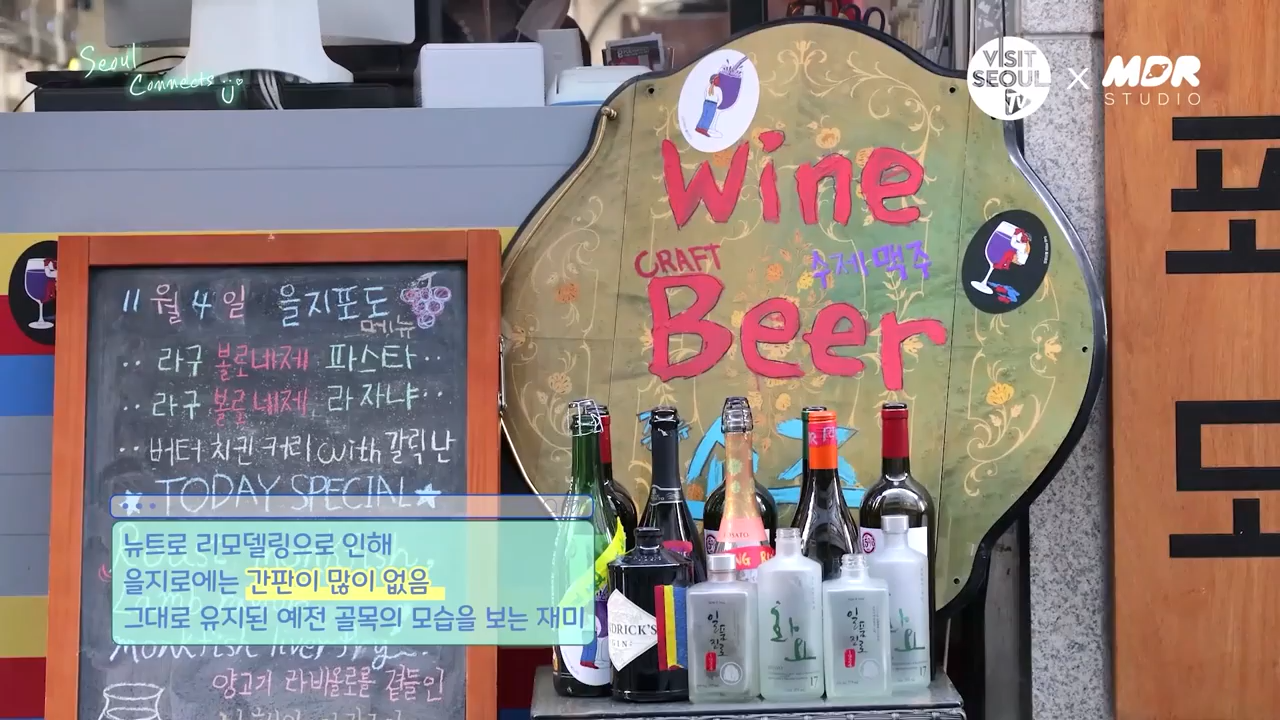 Seoul
Connects
VISIT
SEOUL
TV
X
MDR
STUDIO
Wine
CRAFT
수제맥주
Beer
11월 4일 을지포도
메뉴
·· 라구 볼로네제 파스타 ··
·· 라구 볼로네제 라자냐 ··
·· 버터 치킨 커리 with 갈릭난
★ TODAY SPECIAL ★
뉴트로 리모델링으로 인해
을지로에는 간판이 많이 없음
그대로 유지된 예전 골목의 모습을 보는 재미
양고기 라비올로를 곁들인
DRICK'S
GIN
일품진로
화요
17
일품진로
화요
17